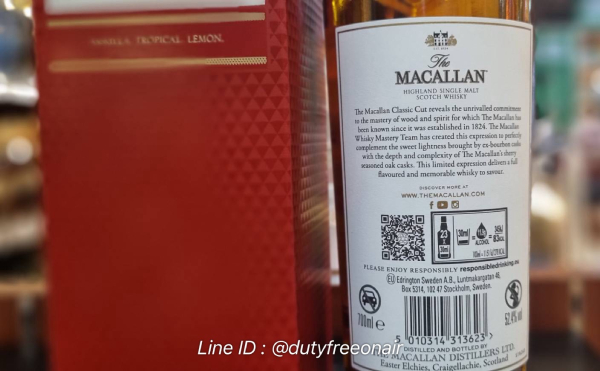 VANILLA. TROPICAL. LEMON.
The
MACALLAN
HIGHLAND SINGLE MALT
SCOTCH WHISKY
The Macallan Classic Cut reveals the unrivalled commitment
to the mastery of wood and spirit for which The Macallan has
been known since it was established in 1824. The Macallan
Whisky Mastery Team has created this expression to perfectly
complement the sweet lightness brought by ex-bourbon casks
with the depth and complexity of The Macallan's sherry
seasoned oak casks. This limited expression delivers a full
flavoured and memorable whisky to savour.
DISCOVER MORE AT
WWW.THEMACALLAN.COM
23
30ml
ALCOHOL
PLEASE ENJOY RESPONSIBLY responsibledrinking.eu
EU Edrington Sweden AB, Luntmakargatan 46,
Box 5314, 102 47 Stockholm, Sweden.
700ml e
52.4%vol
5 010314 313623 >
Line ID : @dutyfreeonair
DISTILLED AND BOTTLED BY
THE MACALLAN DISTILLERS LTD.
Easter Elchies, Craigellachie, Scotland